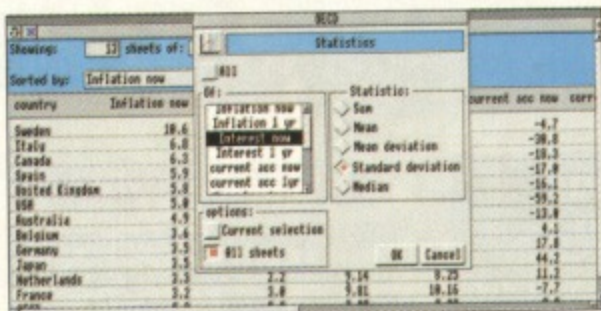 OECD
Statistics
Showing: 13 sheets of:
All
Sorted by: Inflation now
Of:
Inflation now
Inflation 1 yr
Interest now
Interest 1 yr
current acc now
current acc 1yr
Statistic:
Sum
Mean
Mean deviation
Standard deviation
Median
options:
Current selection
All sheets
OK Cancel
country Inflation now current acc now curr
Sweden 10.6 -4.7
Italy 6.8 -30.8
Canada 6.3 -18.3
Spain 5.9 -17.0
United Kingdom 5.8 -16.1
USA 5.0 -59.2
Australia 4.9 -13.0
Belgium 3.6 4.1
Germany 3.5 17.8
Japan 3.5 44.2
Netherlands 3.3 2.2 9.14 9.25 11.2
France 3.2 3.0 9.81 10.16 -7.7